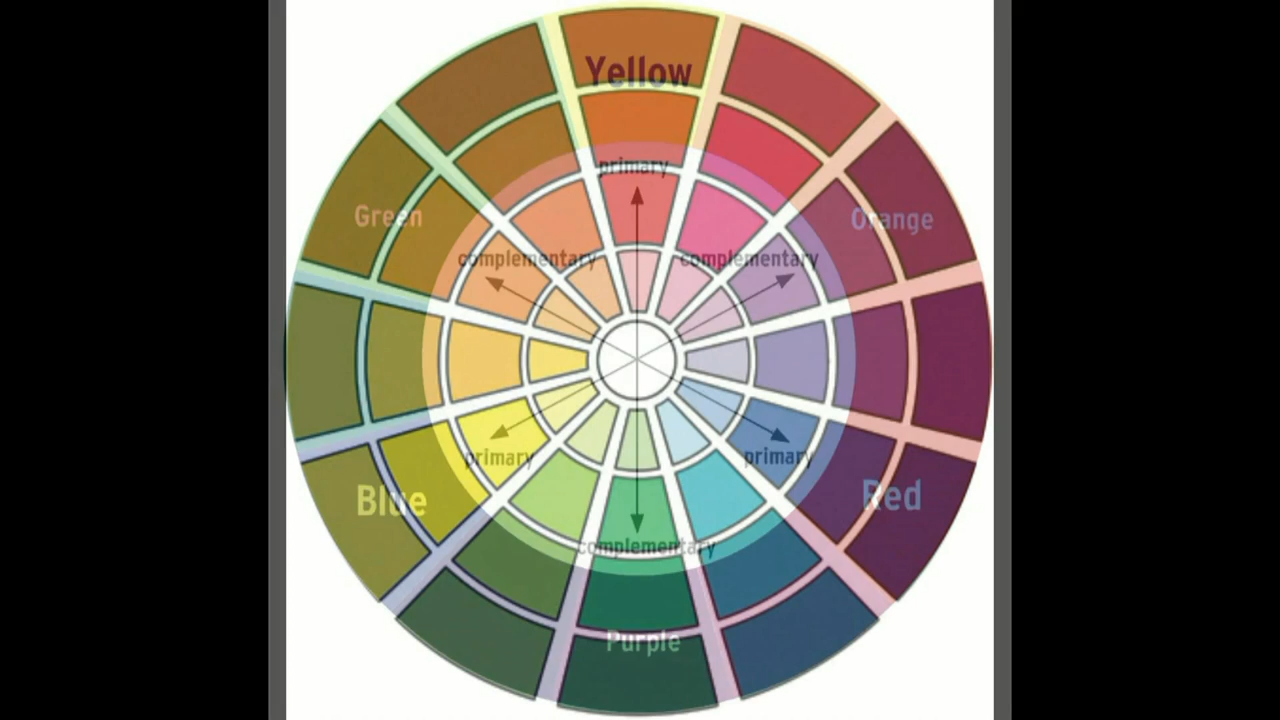 Yellow
primary
Green
Orange
complementary
complementary
primary
primary
Blue
Red
complementary
Purple